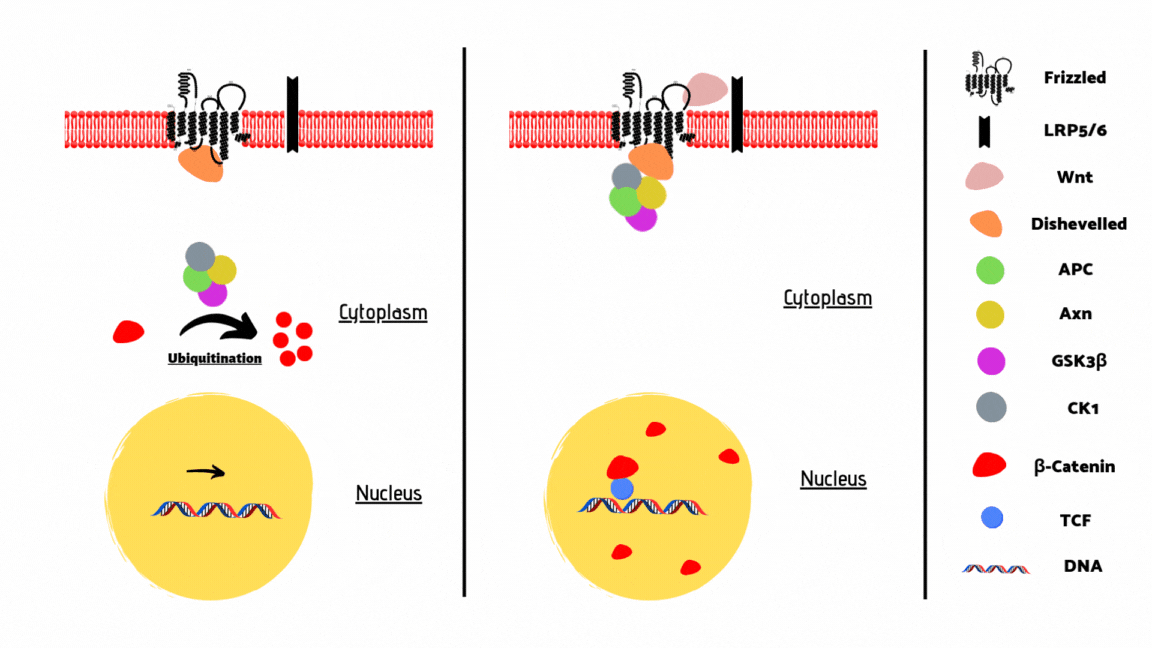 Cytoplasm
Ubiquitination
Nucleus
Cytoplasm
Nucleus
Frizzled
LRP5/6
Wnt
Dishevelled
APC
Axn
GSK3β
CK1
β-Catenin
TCF
DNA